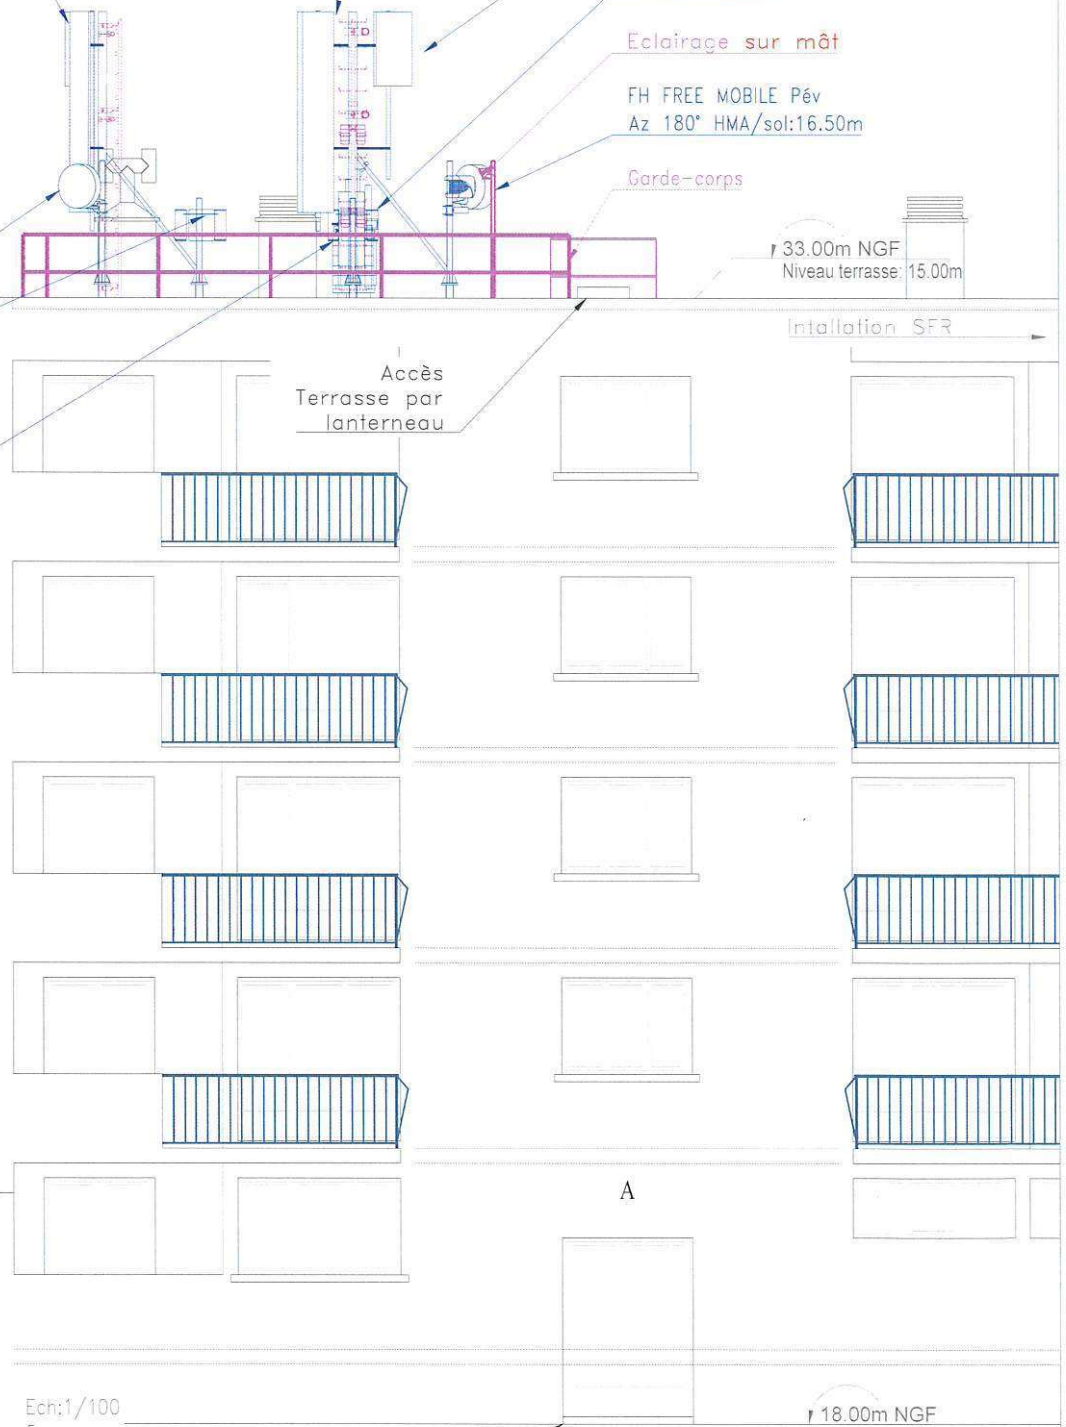 Eclairage sur mât
FH FREE MOBILE Pév
Az 180° HMA/sol:16.50m
Garde-corps
33.00m NGF
Niveau terrasse: 15.00m
Intallation SFR
Accès
Terrasse par
lanterneau
A
Ech:1/100
18.00m NGF